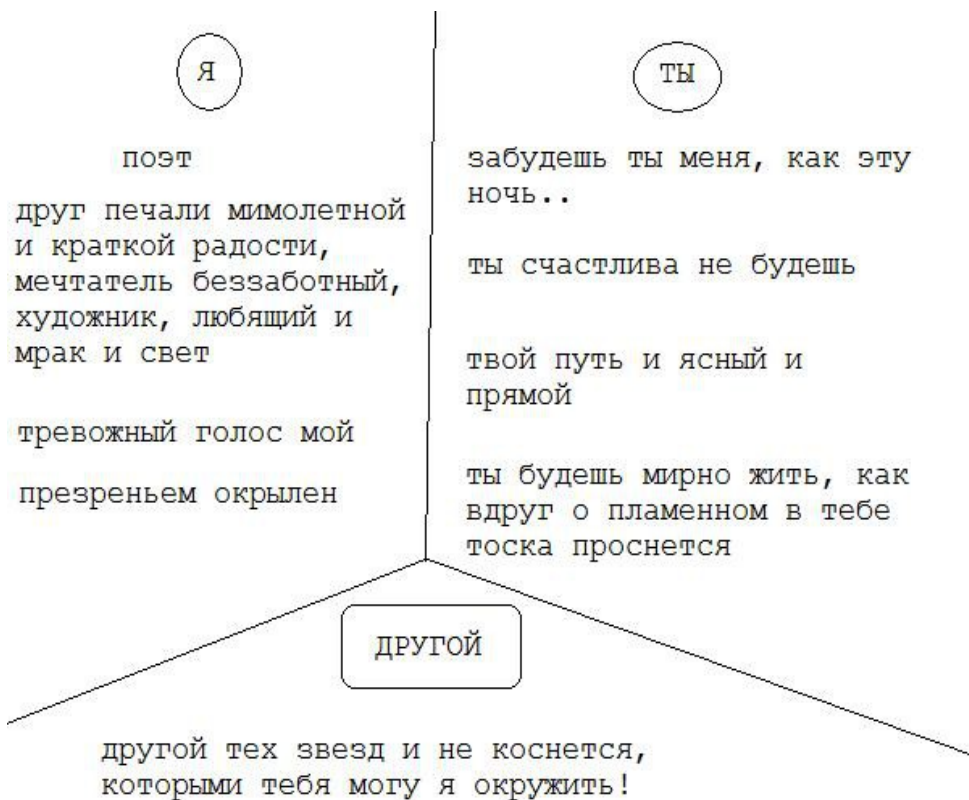 Я
поэт
друг печали мимолетной
и краткой радости,
мечтатель беззаботный,
художник, любящий и
мрак и свет
тревожный голос мой
презреньем окрылен
ТЫ
забудешь ты меня, как эту
ночь..
ты счастлива не будешь
твой путь и ясный и
прямой
ты будешь мирно жить, как
вдруг о пламенном в тебе
тоска проснется
ДРУГОЙ
другой тех звезд и не коснется,
которыми тебя могу я окружить!